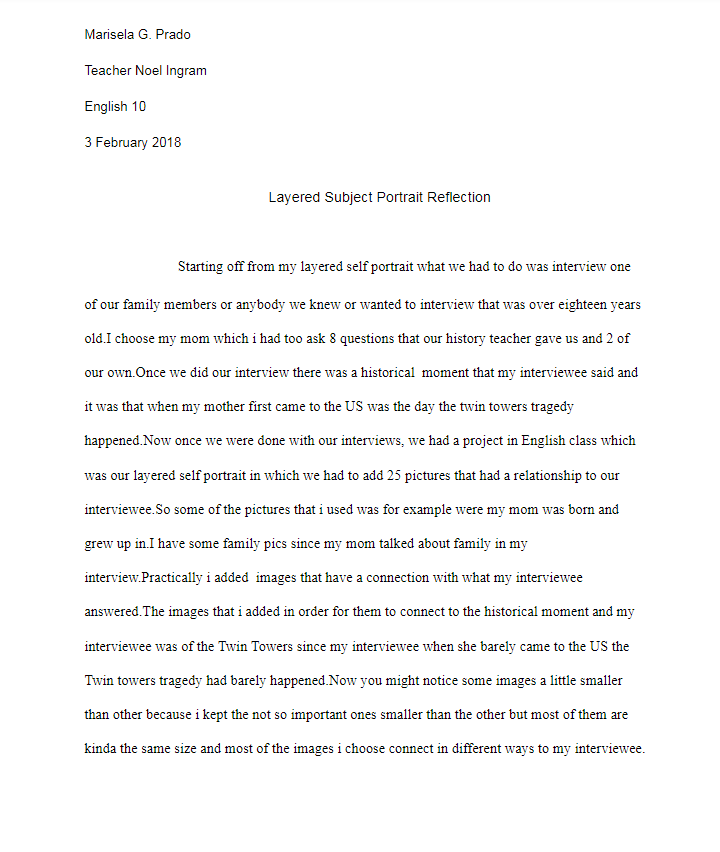 Marisela G. Prado
Teacher Noel Ingram
English 10
3 February 2018
Layered Subject Portrait Reflection
Starting off from my layered self portrait what we had to do was interview one
of our family members or anybody we knew or wanted to interview that was over eighteen years
old.I choose my mom which i had too ask 8 questions that our history teacher gave us and 2 of
our own.Once we did our interview there was a historical  moment that my interviewee said and
it was that when my mother first came to the US was the day the twin towers tragedy
happened.Now once we were done with our interviews, we had a project in English class which
was our layered self portrait in which we had to add 25 pictures that had a relationship to our
interviewee.So some of the pictures that i used was for example were my mom was born and
grew up in.I have some family pics since my mom talked about family in my
interview.Practically i added  images that have a connection with what my interviewee
answered.The images that i added in order for them to connect to the historical moment and my
interviewee was of the Twin Towers since my interviewee when she barely came to the US the
Twin towers tragedy had barely happened.Now you might notice some images a little smaller
than other because i kept the not so important ones smaller than the other but most of them are
kinda the same size and most of the images i choose connect in different ways to my interviewee.